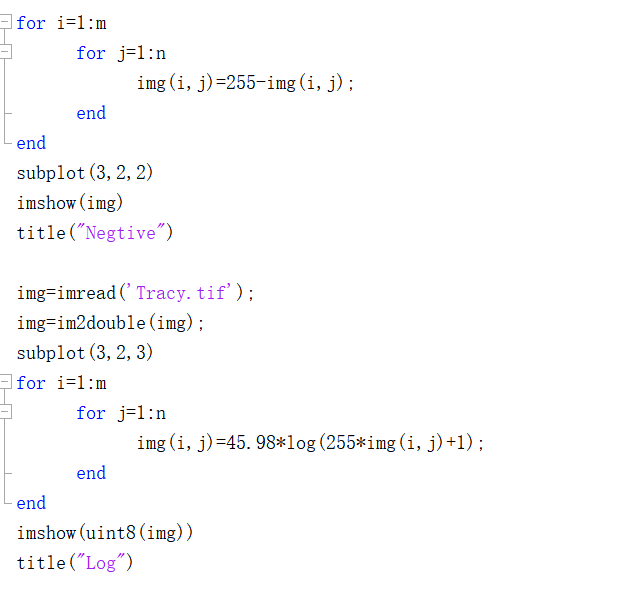 for i=1:m
for j=1:n
img(i,j)=255-img(i,j);
end
end
subplot(3,2,2)
imshow(img)
title("Negtive")
img=imread('Tracy.tif');
img=im2double(img);
subplot(3,2,3)
for i=1:m
for j=1:n
img(i,j)=45.98*log(255*img(i,j)+1);
end
end
imshow(uint8(img))
title("Log")